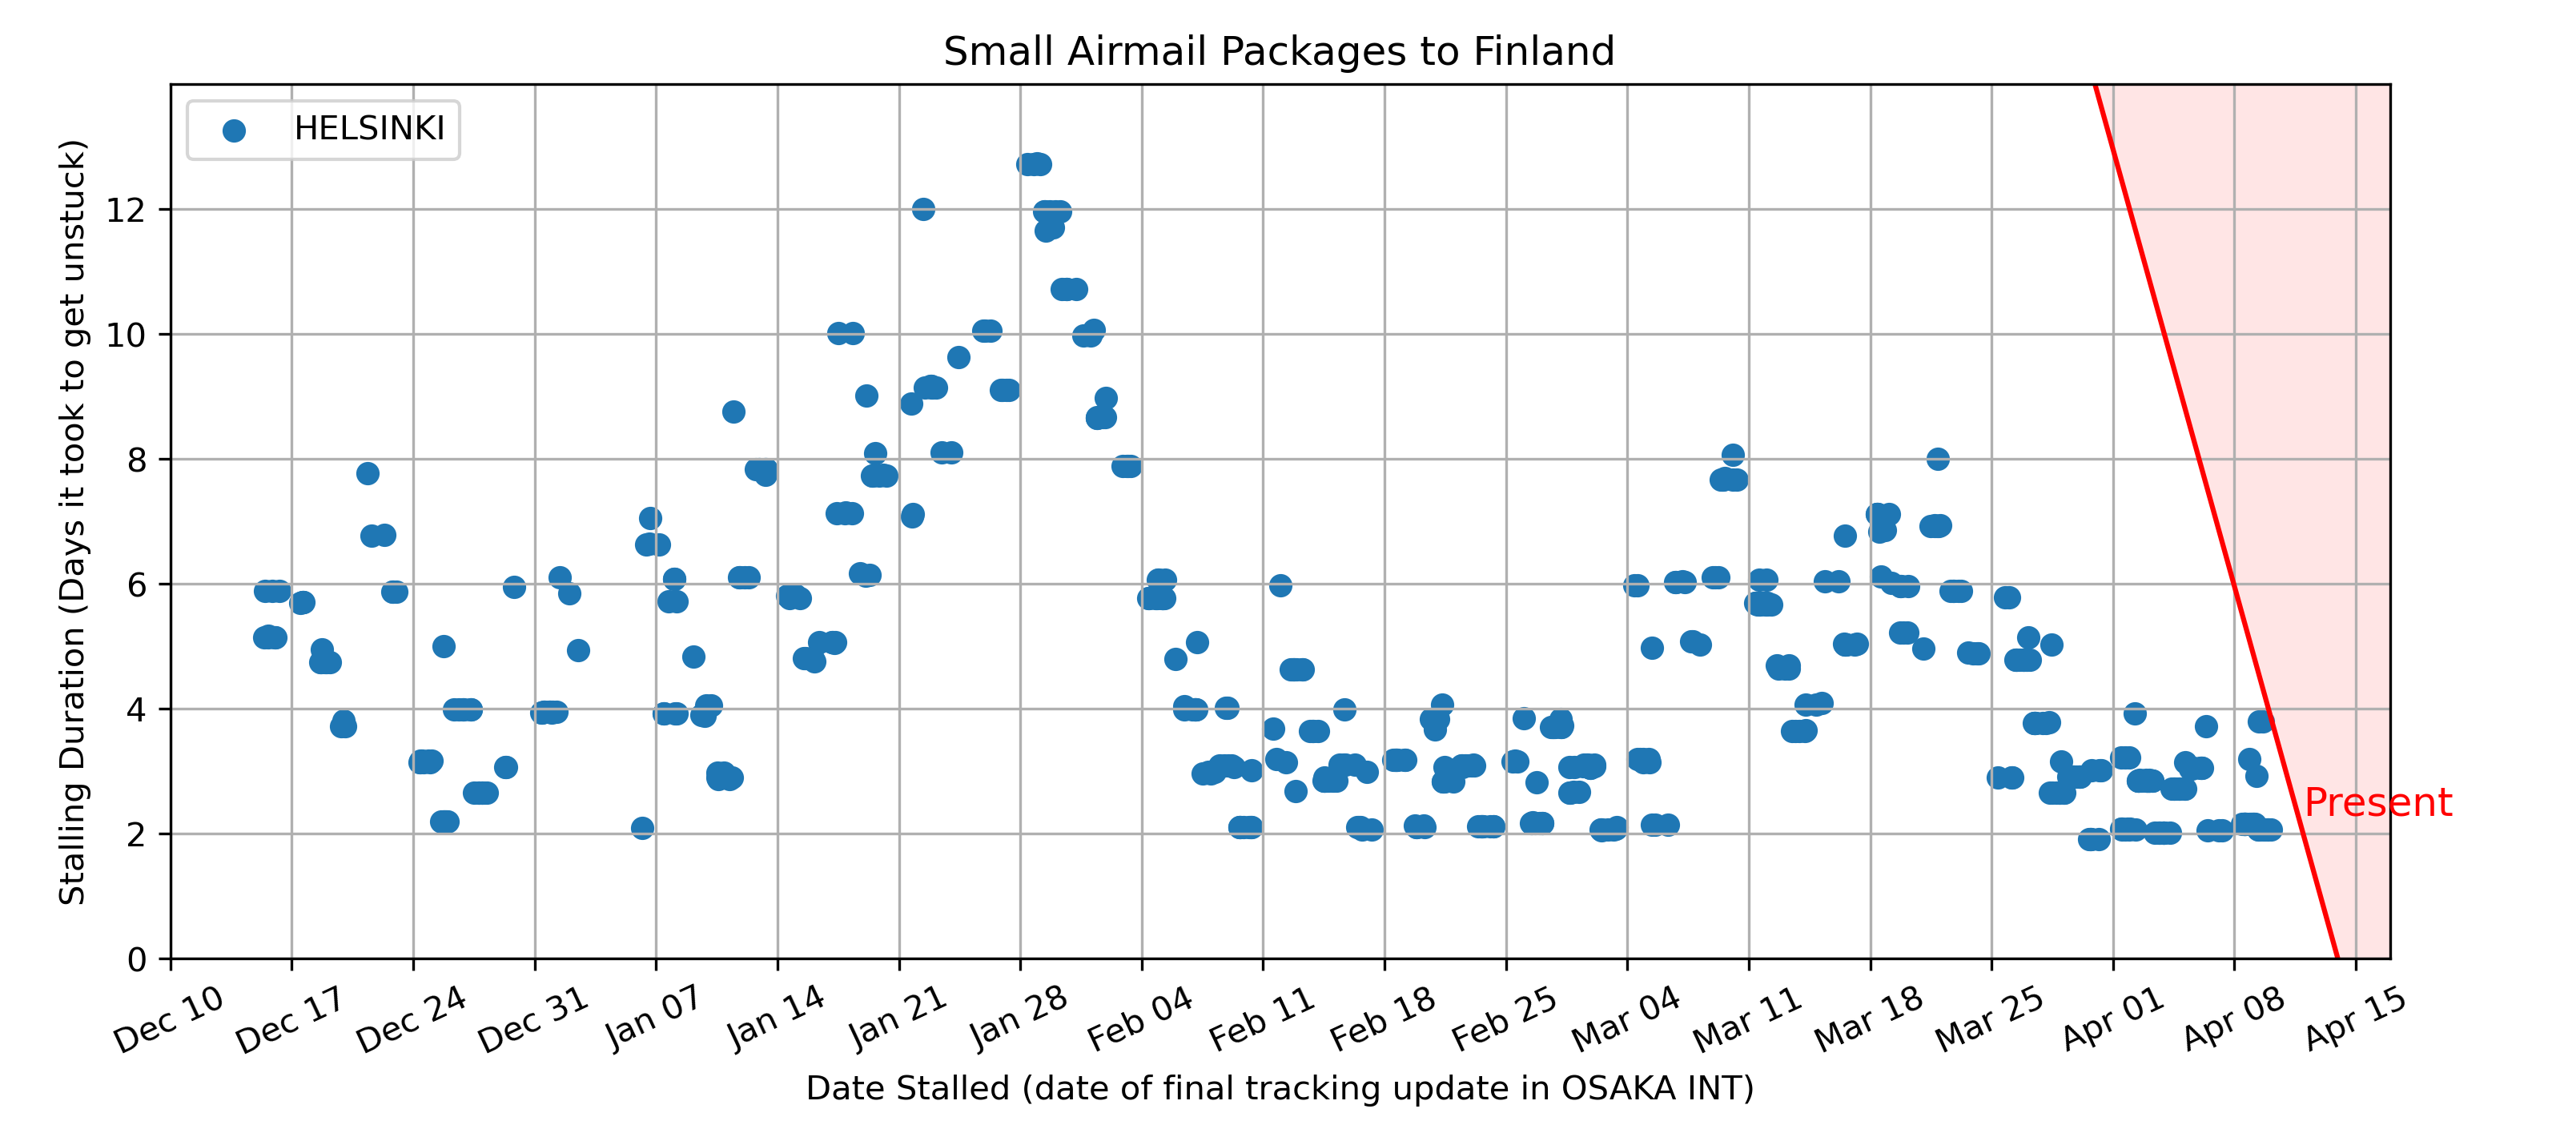 Small Airmail Packages to Finland
HELSINKI
Stalling Duration (Days it took to get unstuck)
12
10
8
6
4
2
0
Present
Dec 10 Dec 17 Dec 24 Dec 31 Jan 07 Jan 14 Jan 21 Jan 28 Feb 04 Feb 11 Feb 18 Feb 25 Mar 04 Mar 11 Mar 18 Mar 25 Apr 01 Apr 08 Apr 15
Date Stalled (date of final tracking update in OSAKA INT)